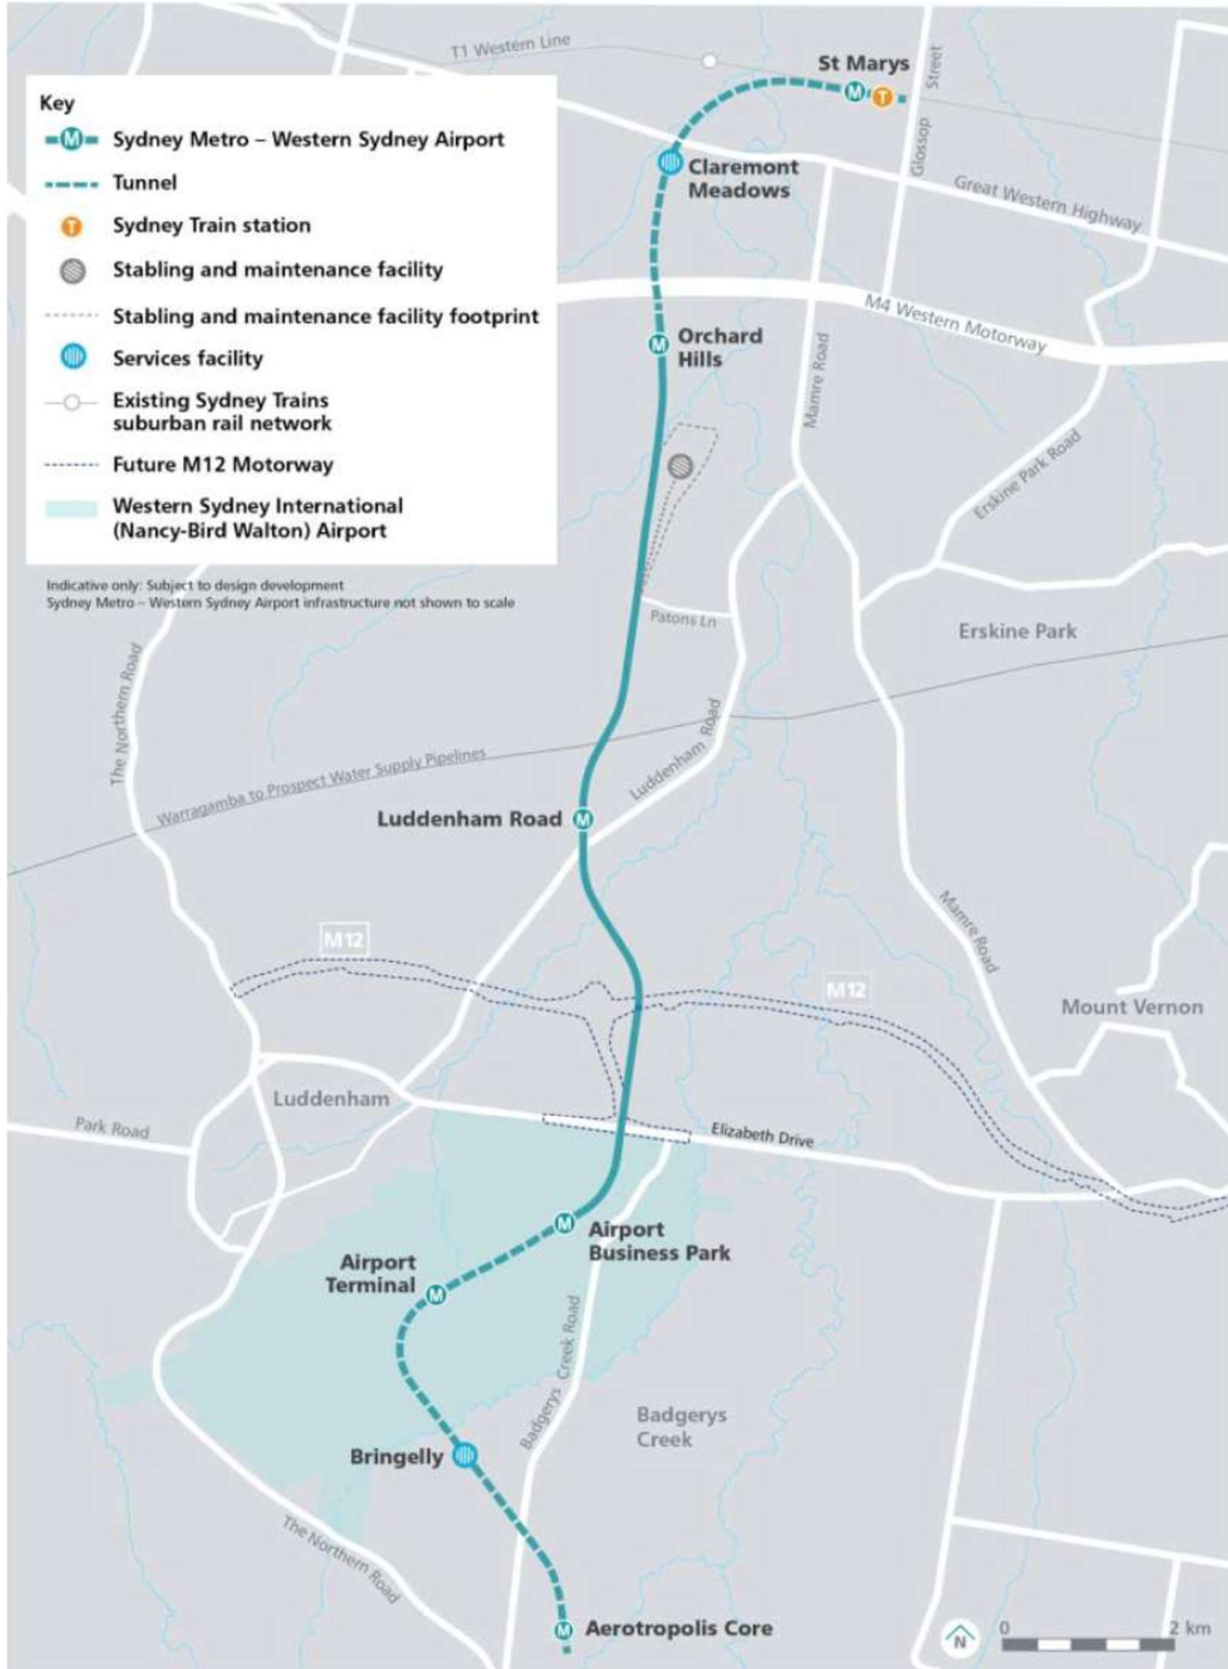 T1 Western Line
St Marys
M
T
Glossop Street
Key
M
Sydney Metro – Western Sydney Airport
Tunnel
T
Sydney Train station
Stabling and maintenance facility
Stabling and maintenance facility footprint
Services facility
Existing Sydney Trains
suburban rail network
Future M12 Motorway
Western Sydney International
(Nancy-Bird Walton) Airport
Indicative only: Subject to design development
Sydney Metro – Western Sydney Airport infrastructure not shown to scale
Claremont
Meadows
Great Western Highway
M4 Western Motorway
M
Orchard
Hills
Mamre Road
Erskine Park Road
Patons Ln
Erskine Park
The Northern Road
Luddenham Road
Warragamba to Prospect Water Supply Pipelines
Luddenham Road
M
Mamre Road
M12
M12
Mount Vernon
Luddenham
Park Road
Elizabeth Drive
M
Airport
Business Park
Airport
Terminal
M
Badgerys Creek Road
Badgerys
Creek
Bringelly
The Northern Road
M
Aerotropolis Core
N
0
2 km